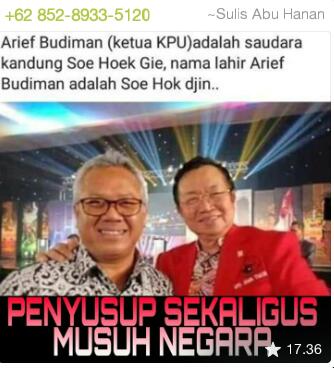 +62 852-8933-5120
~Sulis Abu Hanan
Arief Budiman (ketua KPU)adalah saudara
kandung Soe Hoek Gie, nama lahir Arief
Budiman adalah Soe Hok djin..
PENYUSUP SEKALIGUS
MUSUH NEGARA
17.36